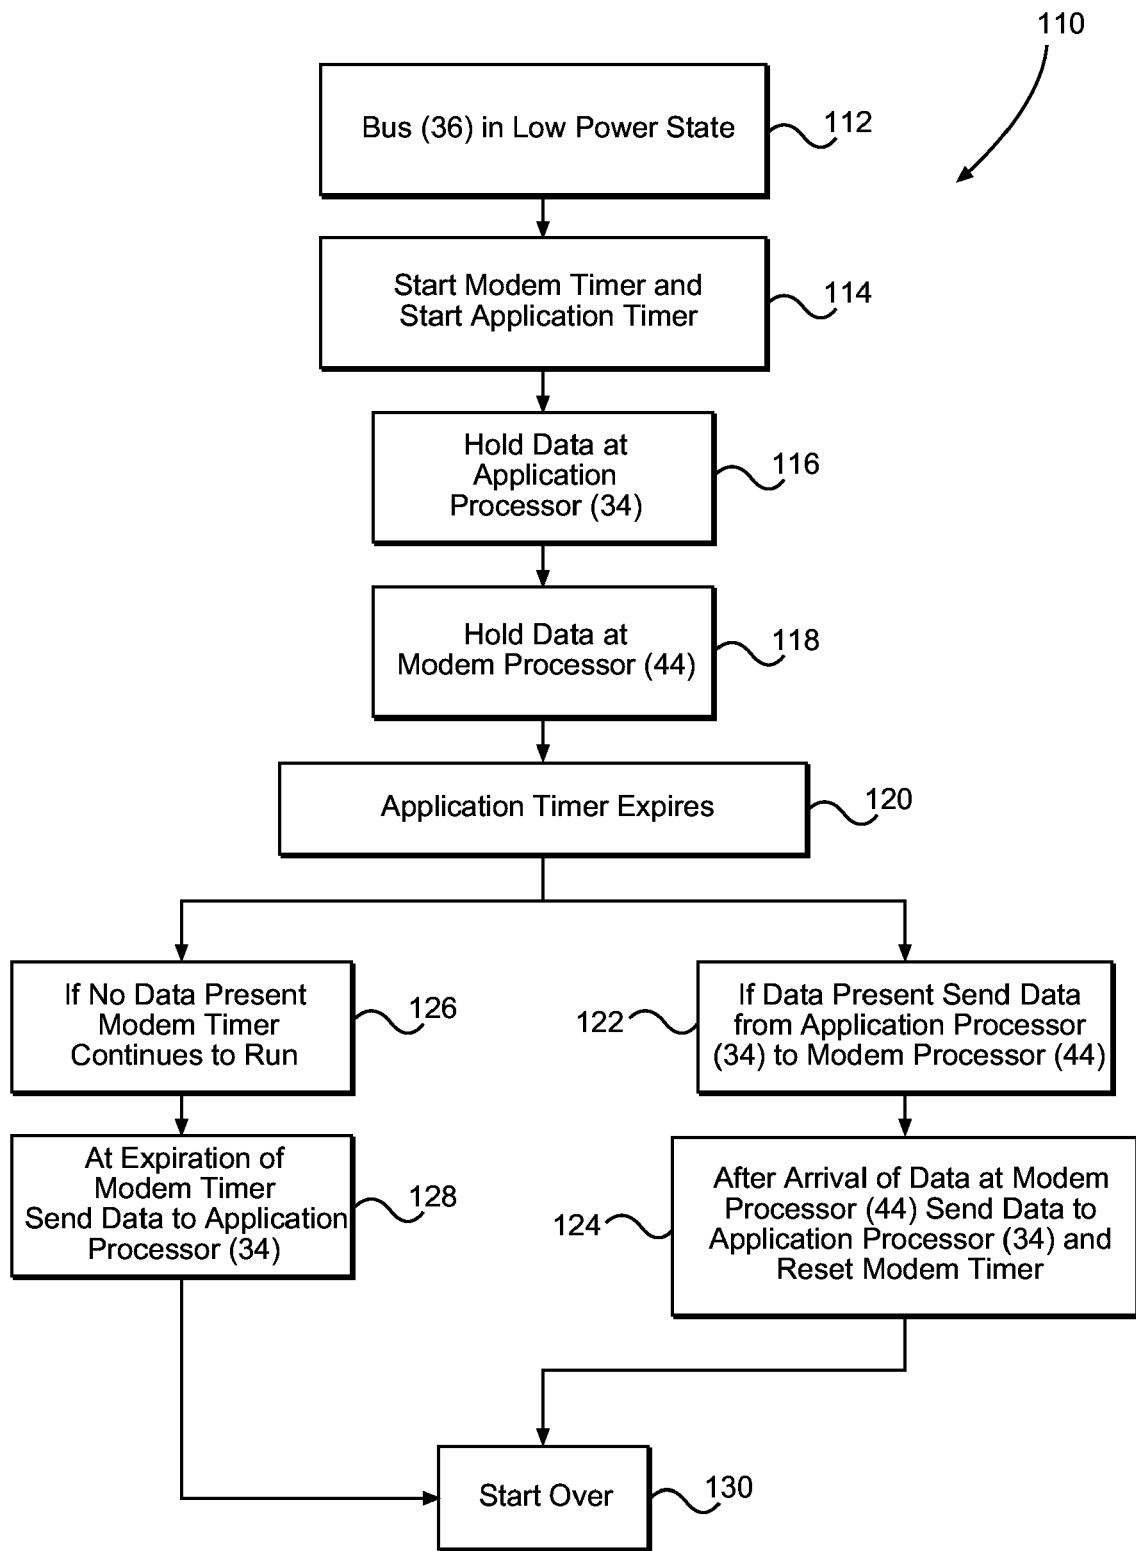 110
Bus (36) in Low Power State
112
Start Modem Timer and
Start Application Timer
114
Hold Data at
Application
Processor (34)
116
Hold Data at
Modem Processor (44)
118
Application Timer Expires
120
If No Data Present
Modem Timer
Continues to Run
126
122
If Data Present Send Data
from Application Processor
(34) to Modem Processor (44)
At Expiration of
Modem Timer
Send Data to Application
Processor (34)
128
124
After Arrival of Data at Modem
Processor (44) Send Data to
Application Processor (34) and
Reset Modem Timer
Start Over
130